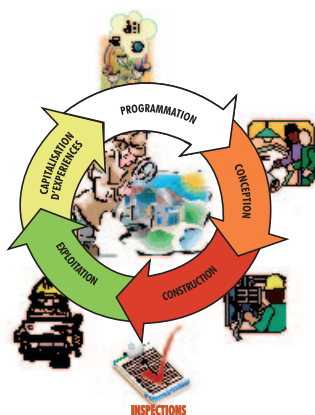 PROGRAMMATION
CONCEPTION
CONSTRUCTION
EXPLOITATION
CAPITALISATION
D'EXPERIENCES
INSPECTIONS